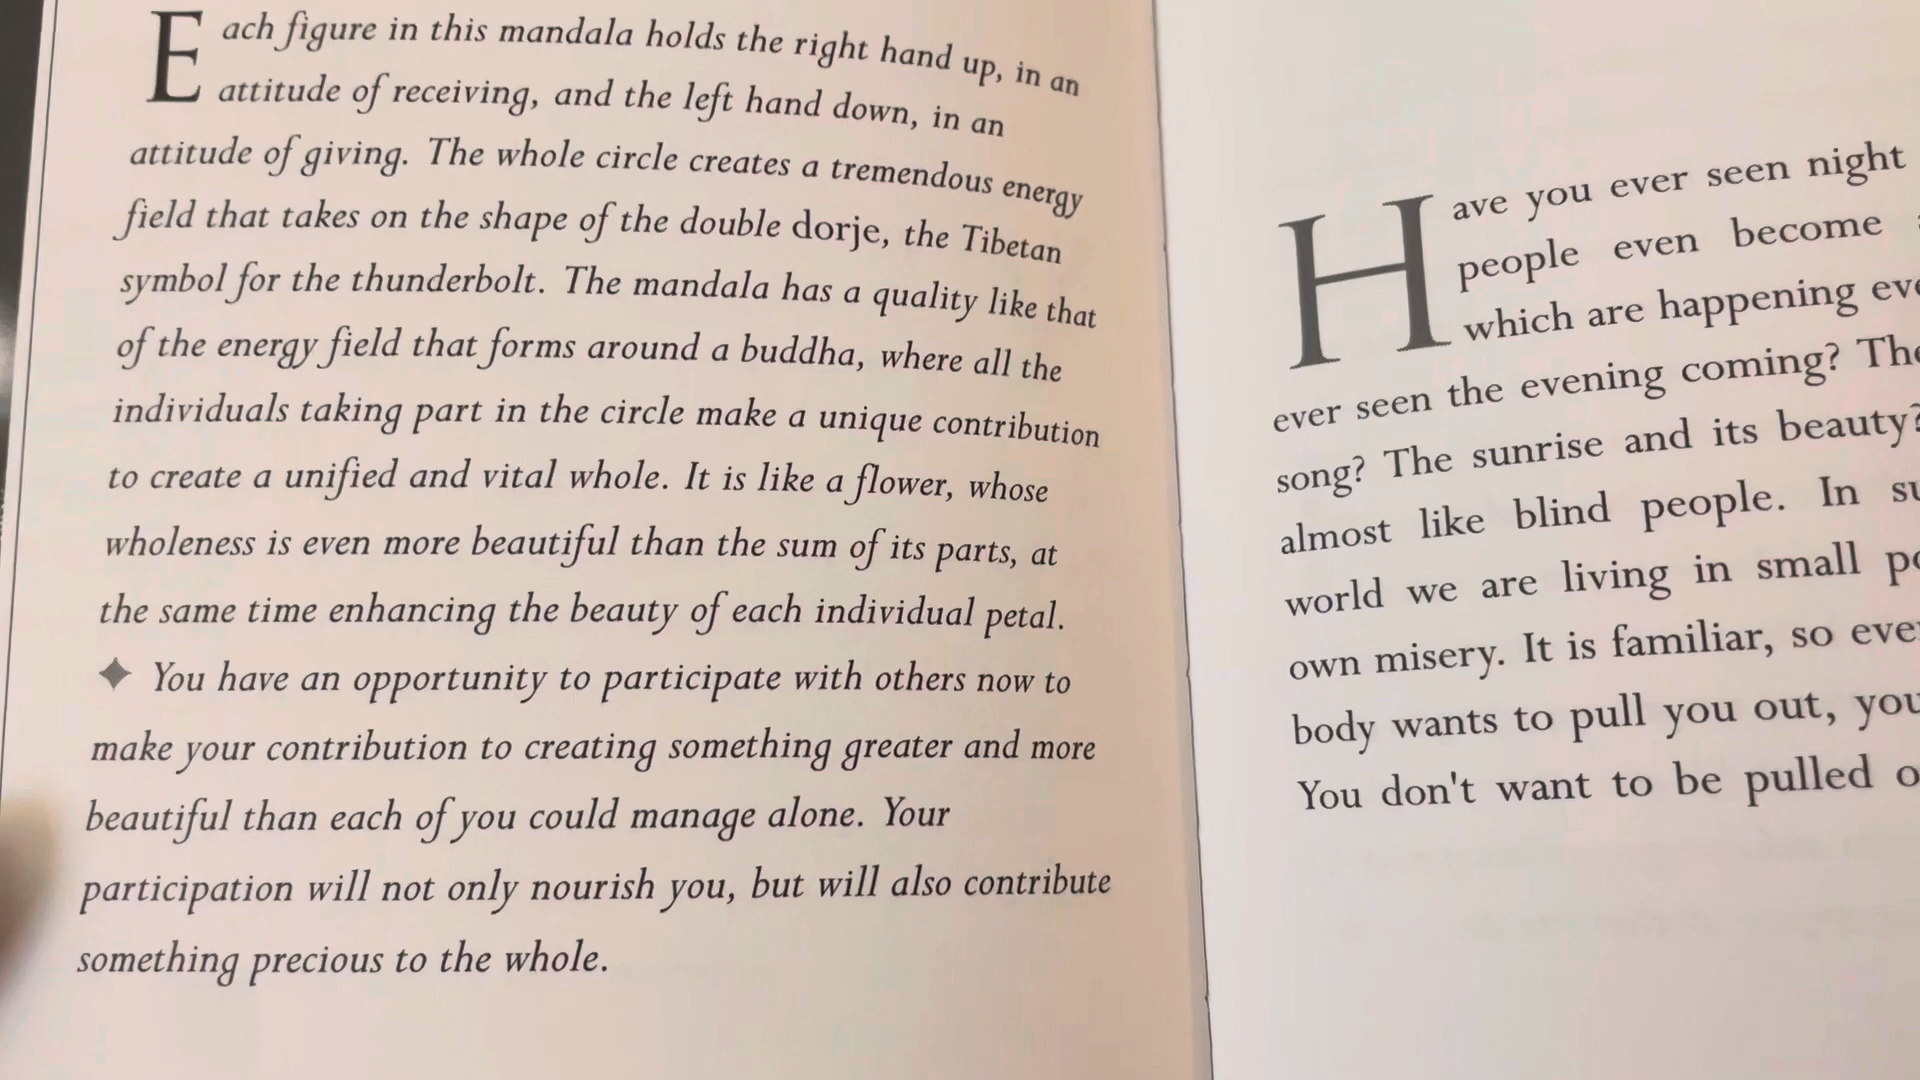 Each figure in this mandala holds the right hand up, in an
attitude of receiving, and the left hand down, in an
attitude of giving. The whole circle creates a tremendous energy
field that takes on the shape of the double dorje, the Tibetan
symbol for the thunderbolt. The mandala has a quality like that
of the energy field that forms around a buddha, where all the
individuals taking part in the circle make a unique contribution
to create a unified and vital whole. It is like a flower, whose
wholeness is even more beautiful than the sum of its parts, at
the same time enhancing the beauty of each individual petal.
✦ You have an opportunity to participate with others now to
make your contribution to creating something greater and more
beautiful than each of you could manage alone. Your
participation will not only nourish you, but will also contribute
something precious to the whole.
Have you ever seen night
people even become
which are happening
ever seen the evening coming?
song? The sunrise and its beauty?
almost like blind people. In
world we are living in small
own misery. It is familiar, so
body wants to pull you out,
You don't want to be pulled